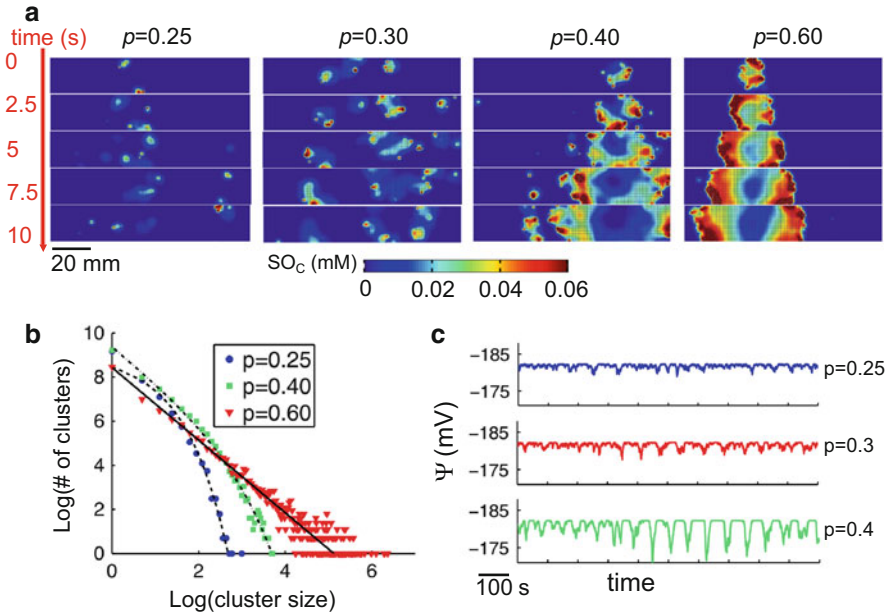 a
time (s) p=0.25 p=0.30 p=0.40 p=0.60
0
2.5
5
7.5
10
20 mm
SO_C (mM)
0 0.02 0.04 0.06
b
Log(# of clusters)
10
8
6
4
2
0
p=0.25
p=0.40
p=0.60
0 2 4 6
Log(cluster size)
c
Ψ (mV)
-185
-175
p=0.25
-185
-175
p=0.3
-185
-175
p=0.4
100 s time